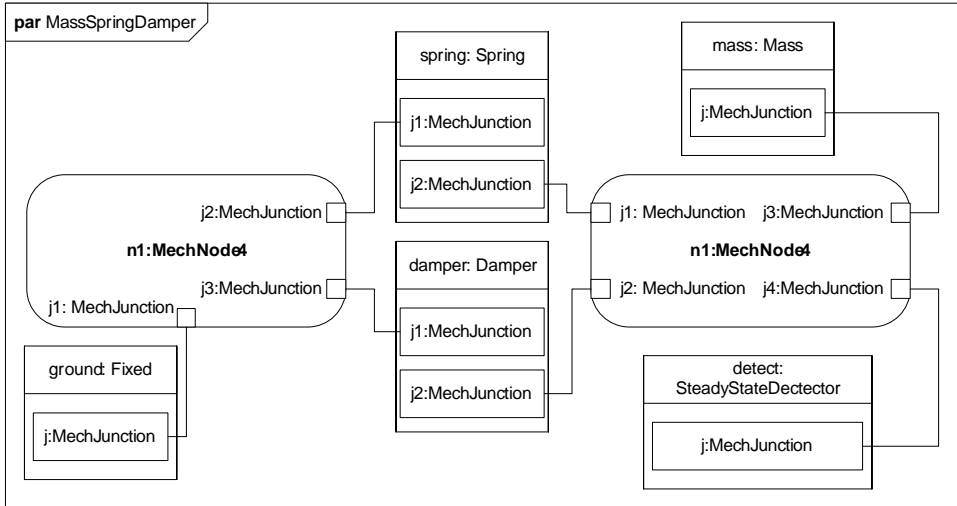 par MassSpringDamper
spring: Spring
j1:MechJunction
j2:MechJunction
mass: Mass
j:MechJunction
j2:MechJunction
n1:MechNode4
j3:MechJunction
j1: MechJunction
damper: Damper
j1:MechJunction
j2:MechJunction
j1: MechJunction
j3:MechJunction
n1:MechNode4
j2: MechJunction
j4:MechJunction
ground: Fixed
j:MechJunction
detect:
SteadyStateDectector
j:MechJunction